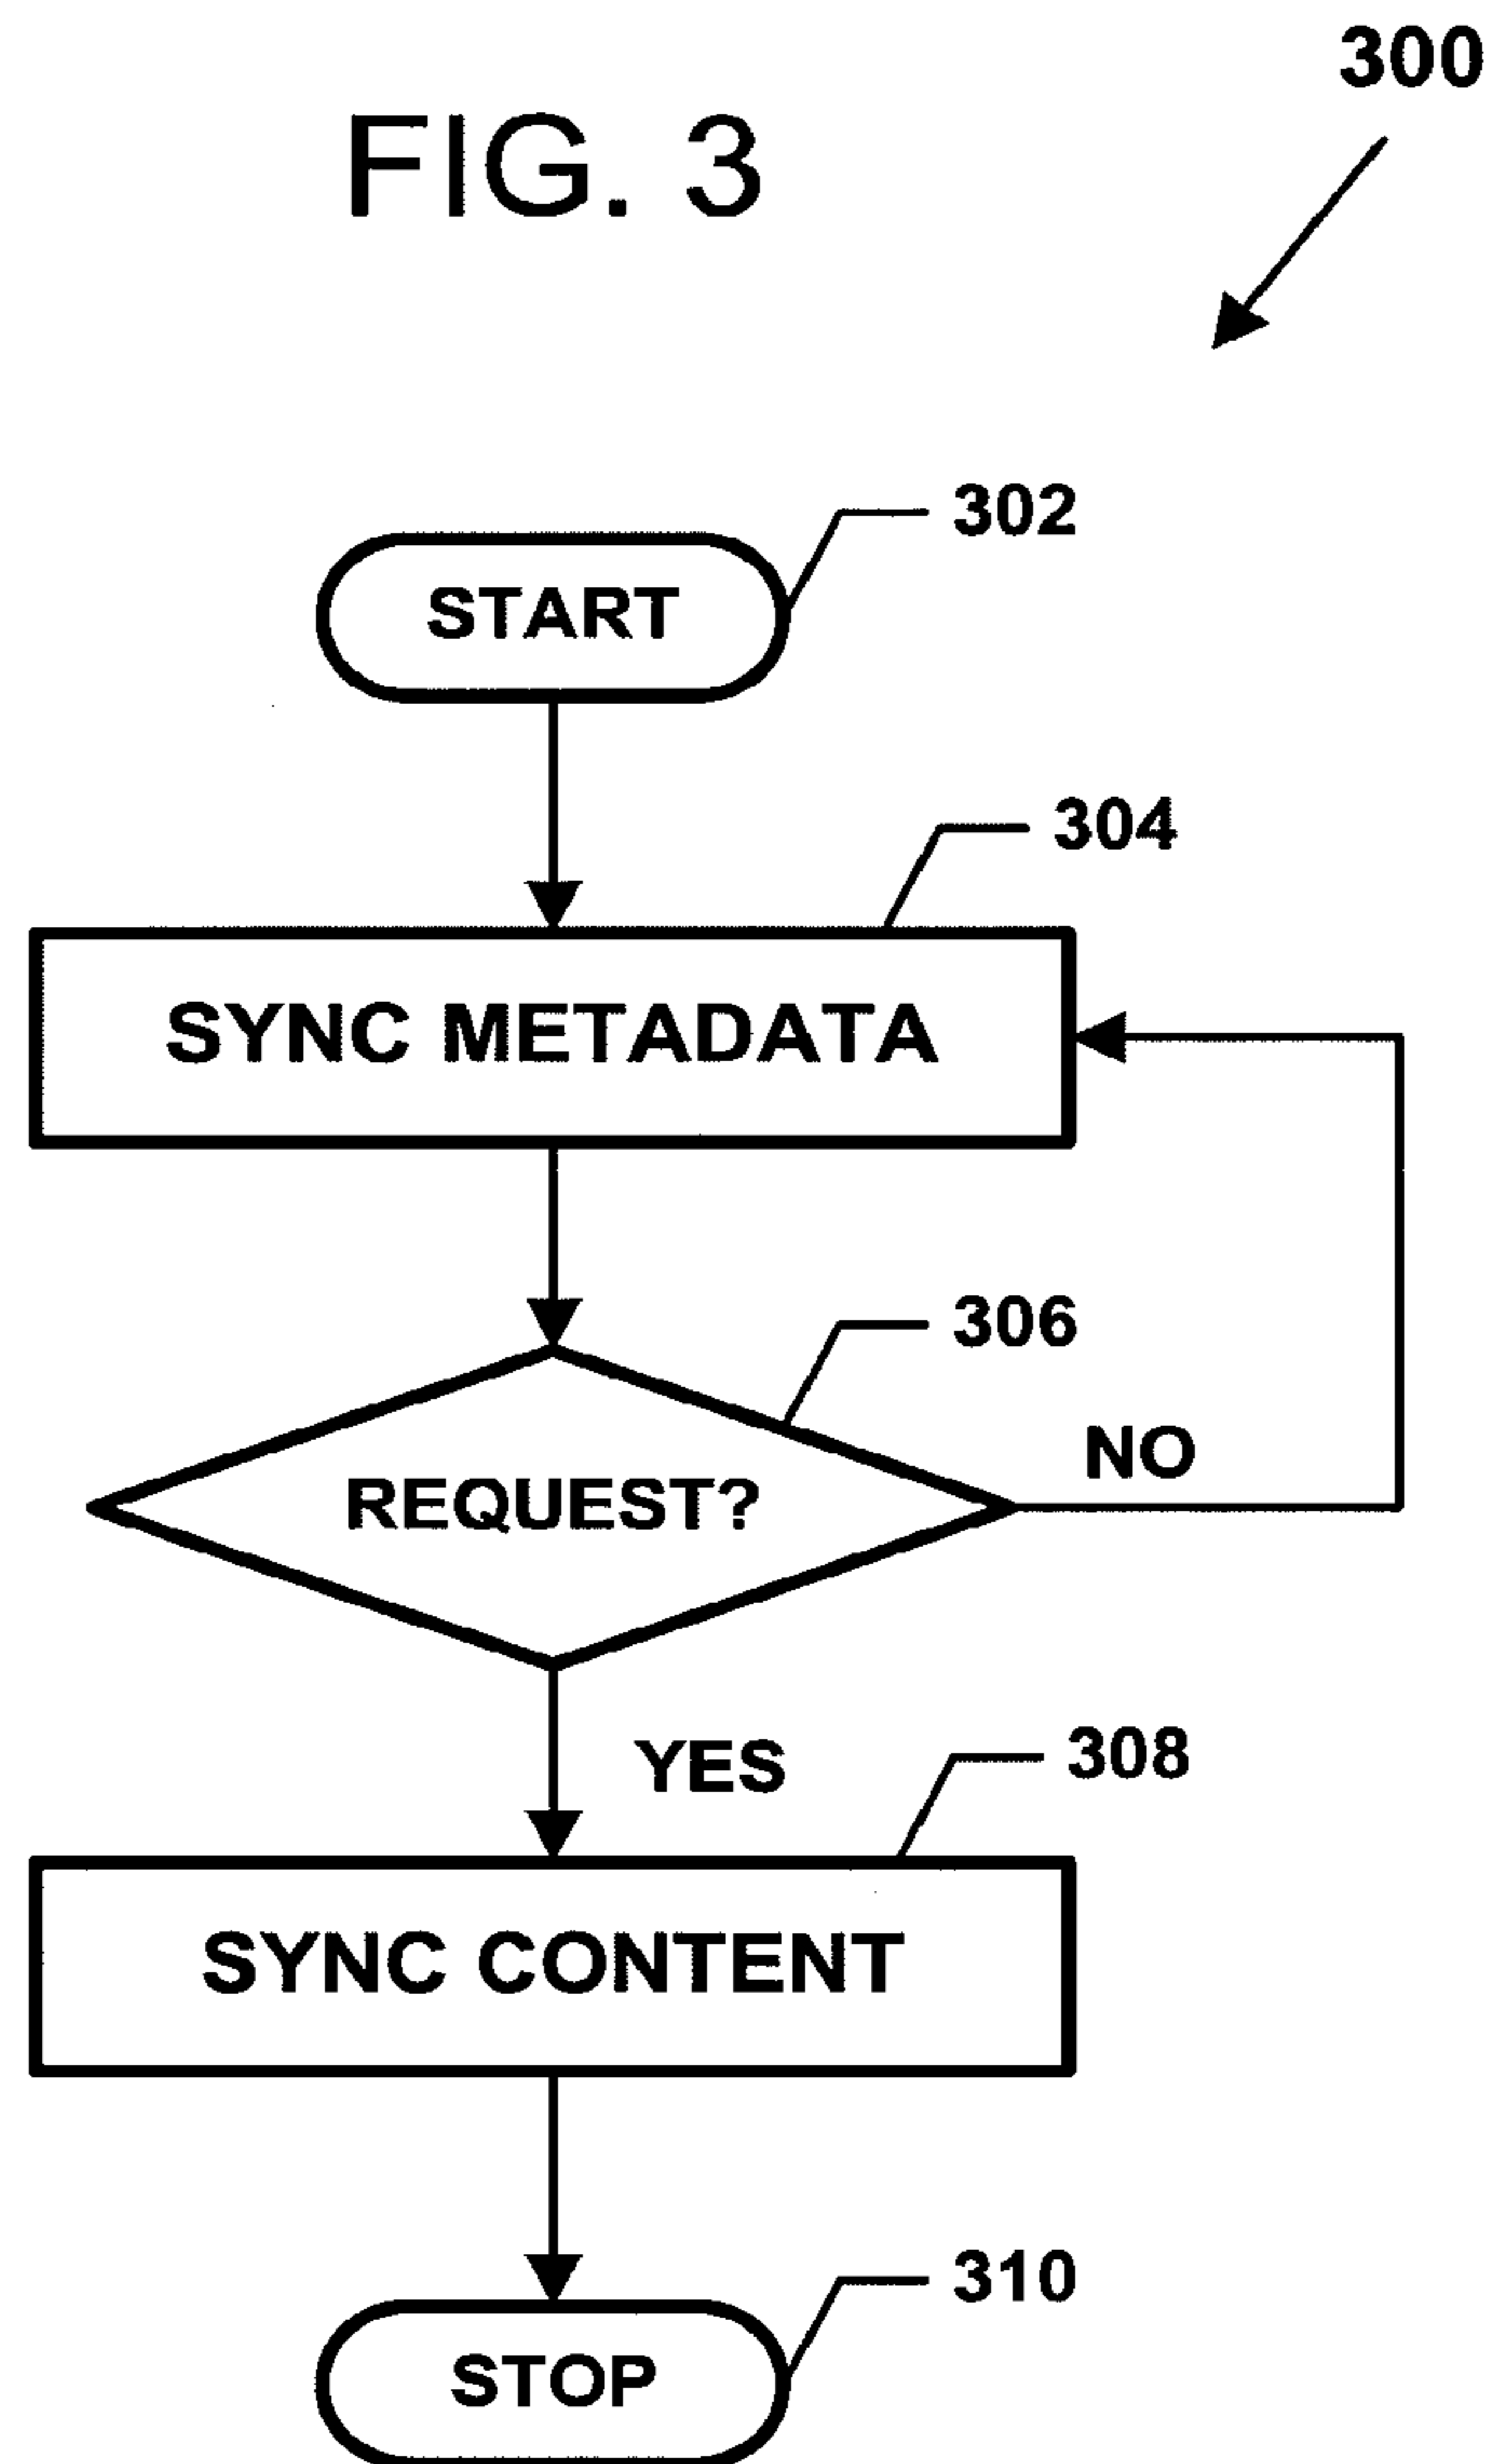 300
FIG. 3
302
START
304
SYNC METADATA
306
NO
REQUEST?
YES
308
SYNC CONTENT
310
STOP